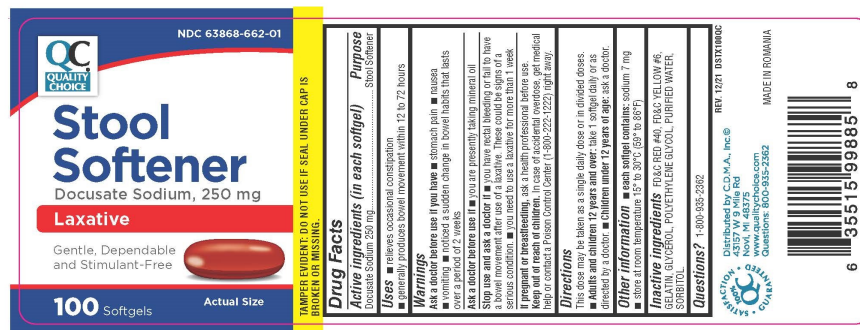 NDC 63868-662-01
QC®
QUALITY
CHOICE
Stool
Softener
Docusate Sodium, 250 mg
Laxative
Gentle, Dependable
and Stimulant-Free
100 Softgels
Actual Size
TAMPER EVIDENT: DO NOT USE IF SEAL UNDER CAP IS
BROKEN OR MISSING.
Drug Facts
Active ingredients (in each softgel) Purpose
Docusate Sodium 250 mg..........Stool Softener
Uses ■ relieves occasional constipation
■ generally produces bowel movement within 12 to 72 hours
Warnings
Ask a doctor before use if you have ■ stomach pain ■ nausea
■ vomiting ■ noticed a sudden change in bowel habits that lasts
over a period of 2 weeks
Ask a doctor before use if ■ you are presently taking mineral oil
Stop use and ask a doctor if ■ you have rectal bleeding or fail to have
a bowel movement after use of a laxative. These could be signs of a
serious condition. ■ you need to use a laxative for more than 1 week
If pregnant or breastfeeding, ask a health professional before use.
Keep out of reach of children. In case of accidental overdose, get medical
help or contact a Poison Control Center (1-800-222-1222) right away.
Directions
This dose may be taken as a single daily dose or in divided doses.
■ Adults and children 12 years and over: take 1 softgel daily or as
directed by a doctor. ■ Children under 12 years of age: ask a doctor.
Other information ■ each softgel contains: sodium 7 mg
■ store at room temperature 15° to 30°C (59° to 86°F)
Inactive ingredients FD&C RED #40, FD&C YELLOW #6,
GELATIN, GLYCEROL, POLYETHYLENE GLYCOL, PURIFIED WATER,
SORBITOL.
Questions? 1-800-935-2362
REV. 12/21 DSTX100QC
Distributed by C.D.M.A., Inc.©
43157 W 9 Mile Rd
Novi, MI 48375
www.qualitychoice.com
Questions: 800-935-2362
SATISFACTION • GUARANTEED •
100%
QC
MADE IN ROMANIA
6 35515 99885 8